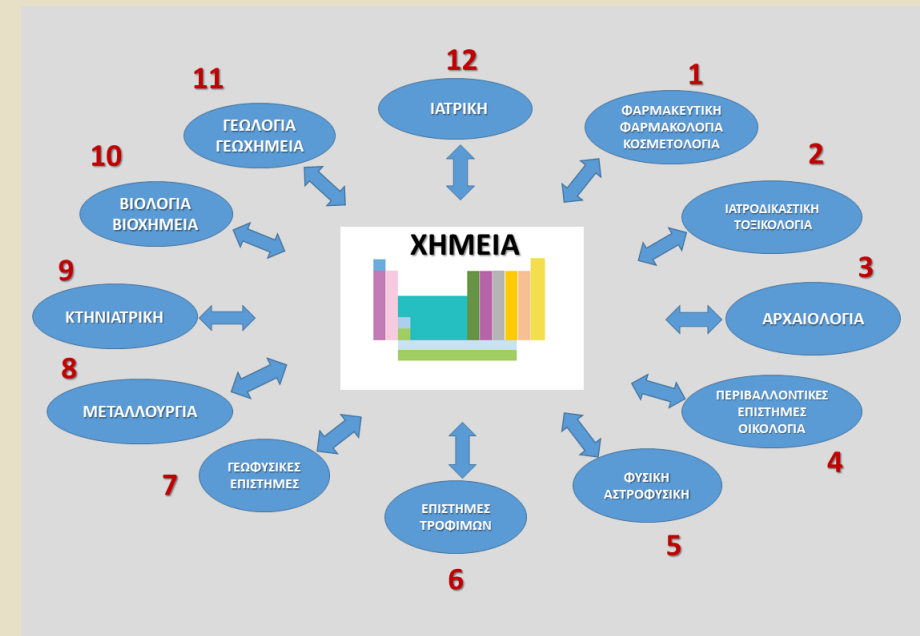 ΧΗΜΕΙΑ
1
ΦΑΡΜΑΚΕΥΤΙΚΗ
ΦΑΡΜΑΚΟΛΟΓΙΑ
ΚΟΣΜΕΤΟΛΟΓΙΑ
2
ΙΑΤΡΟΔΙΚΑΣΤΙΚΗ
ΤΟΞΙΚΟΛΟΓΙΑ
3
ΑΡΧΑΙΟΛΟΓΙΑ
4
ΠΕΡΙΒΑΛΛΟΝΤΙΚΕΣ
ΕΠΙΣΤΗΜΕΣ
ΟΙΚΟΛΟΓΙΑ
5
ΦΥΣΙΚΗ
ΑΣΤΡΟΦΥΣΙΚΗ
6
ΕΠΙΣΤΗΜΕΣ
ΤΡΟΦΙΜΩΝ
7
ΓΕΩΦΥΣΙΚΕΣ
ΕΠΙΣΤΗΜΕΣ
8
ΜΕΤΑΛΛΟΥΡΓΙΑ
9
ΚΤΗΝΙΑΤΡΙΚΗ
10
ΒΙΟΛΟΓΙΑ
ΒΙΟΧΗΜΕΙΑ
11
ΓΕΩΛΟΓΙΑ
ΓΕΩΧΗΜΕΙΑ
12
ΙΑΤΡΙΚΗ